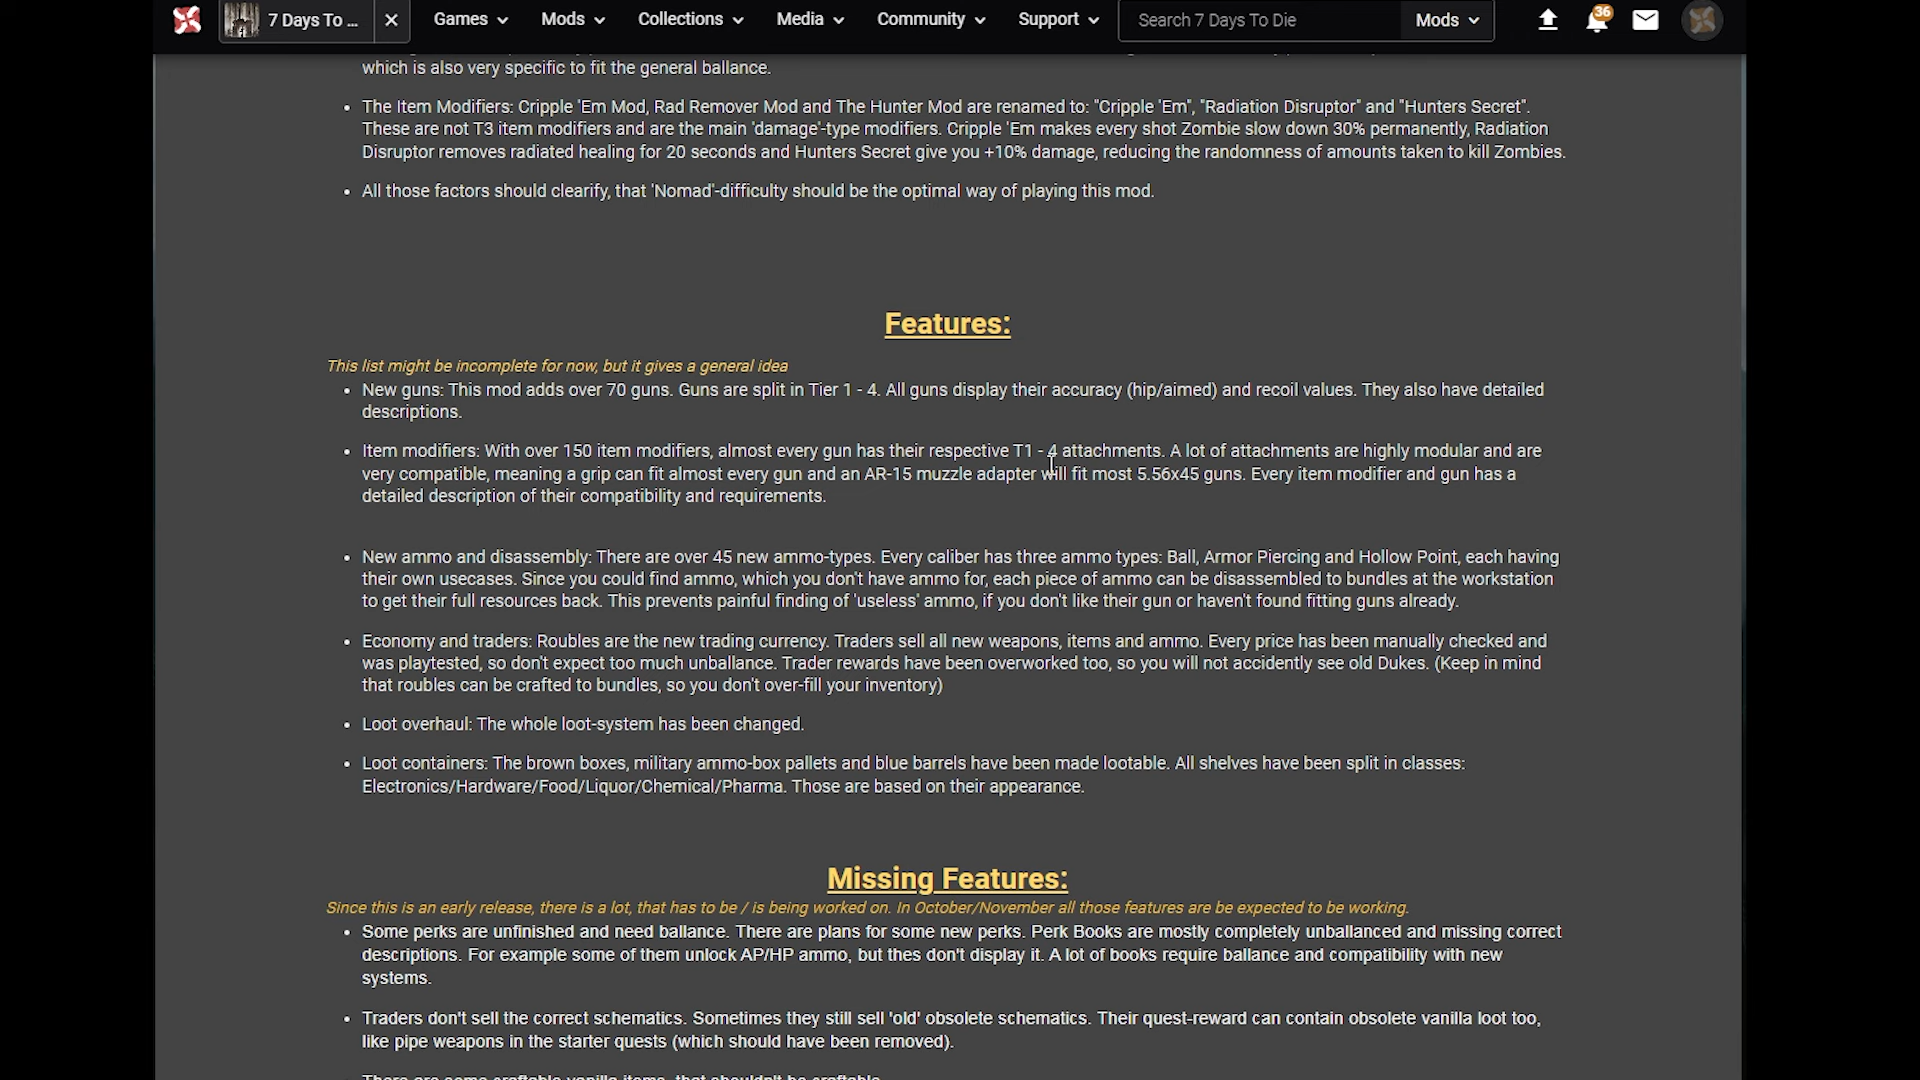 7 Days To ...
Games
Mods
Collections
Media
Community
Support
Search 7 Days To Die
Mods
36
which is also very specific to fit the general ballance.
• The Item Modifiers: Cripple 'Em Mod, Rad Remover Mod and The Hunter Mod are renamed to: "Cripple 'Em", "Radiation Disruptor" and "Hunters Secret".
These are not T3 item modifiers and are the main 'damage'-type modifiers. Cripple 'Em makes every shot Zombie slow down 30% permanently, Radiation
Disruptor removes radiated healing for 20 seconds and Hunters Secret give you +10% damage, reducing the randomness of amounts taken to kill Zombies.
• All those factors should clearify, that 'Nomad'-difficulty should be the optimal way of playing this mod.
Features:
This list might be incomplete for now, but it gives a general idea
• New guns: This mod adds over 70 guns. Guns are split in Tier 1 - 4. All guns display their accuracy (hip/aimed) and recoil values. They also have detailed
descriptions.
• Item modifiers: With over 150 item modifiers, almost every gun has their respective T1 - 4 attachments. A lot of attachments are highly modular and are
very compatible, meaning a grip can fit almost every gun and an AR-15 muzzle adapter will fit most 5.56x45 guns. Every item modifier and gun has a
detailed description of their compatibility and requirements.
• New ammo and disassembly: There are over 45 new ammo-types. Every caliber has three ammo types: Ball, Armor Piercing and Hollow Point, each having
their own usecases. Since you could find ammo, which you don't have ammo for, each piece of ammo can be disassembled to bundles at the workstation
to get their full resources back. This prevents painful finding of 'useless' ammo, if you don't like their gun or haven't found fitting guns already.
• Economy and traders: Roubles are the new trading currency. Traders sell all new weapons, items and ammo. Every price has been manually checked and
was playtested, so don't expect too much unballance. Trader rewards have been overworked too, so you will not accidently see old Dukes. (Keep in mind
that roubles can be crafted to bundles, so you don't over-fill your inventory)
• Loot overhaul: The whole loot-system has been changed.
• Loot containers: The brown boxes, military ammo-box pallets and blue barrels have been made lootable. All shelves have been split in classes:
Electronics/Hardware/Food/Liquor/Chemical/Pharma. Those are based on their appearance.
Missing Features:
Since this is an early release, there is a lot, that has to be / is being worked on. In October/November all those features are be expected to be working.
• Some perks are unfinished and need ballance. There are plans for some new perks. Perk Books are mostly completely unballanced and missing correct
descriptions. For example some of them unlock AP/HP ammo, but thes don't display it. A lot of books require ballance and compatibility with new
systems.
• Traders don't sell the correct schematics. Sometimes they still sell 'old' obsolete schematics. Their quest-reward can contain obsolete vanilla loot too,
like pipe weapons in the starter quests (which should have been removed).
There are some craftable vanilla items, that shouldn't be craftable